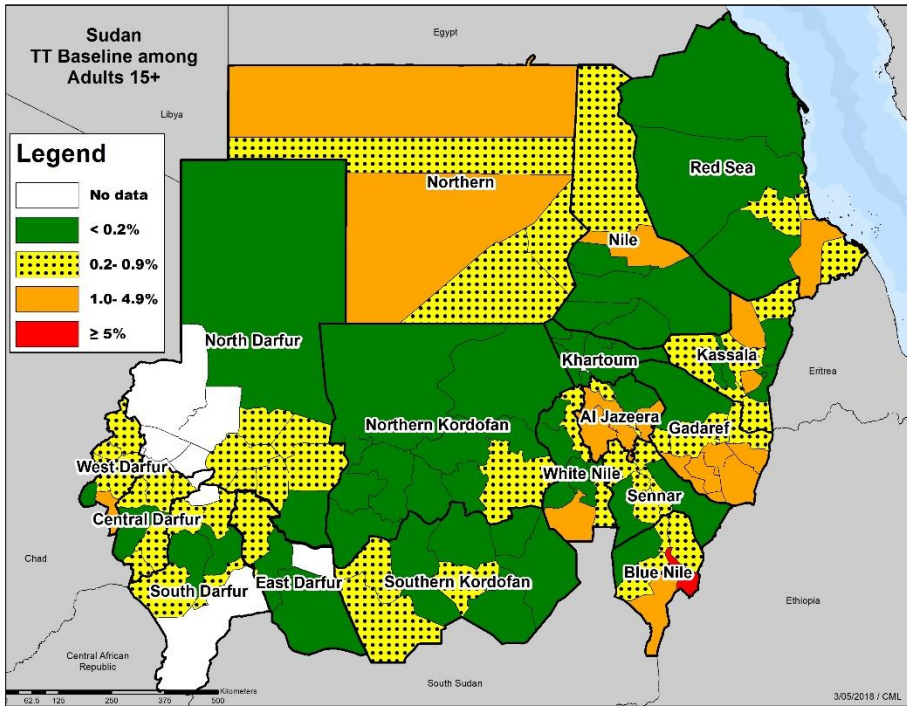 Sudan
TT Baseline among
Adults 15+
Egypt
Libya
Legend
No data
< 0.2%
0.2- 0.9%
1.0- 4.9%
≥ 5%
Red Sea
Northern
Nile
North Darfur
Khartoum
Kassala
Eritrea
Northern Kordofan
Al Jazeera
Gadaref
West Darfur
White Nile
Sennar
Central Darfur
Chad
South Darfur
East Darfur
Southern Kordofan
Blue Nile
Ethiopia
Central African
Republic
South Sudan
Kilometers
0 62.5 125 250 375 500
3/05/2018 / CML